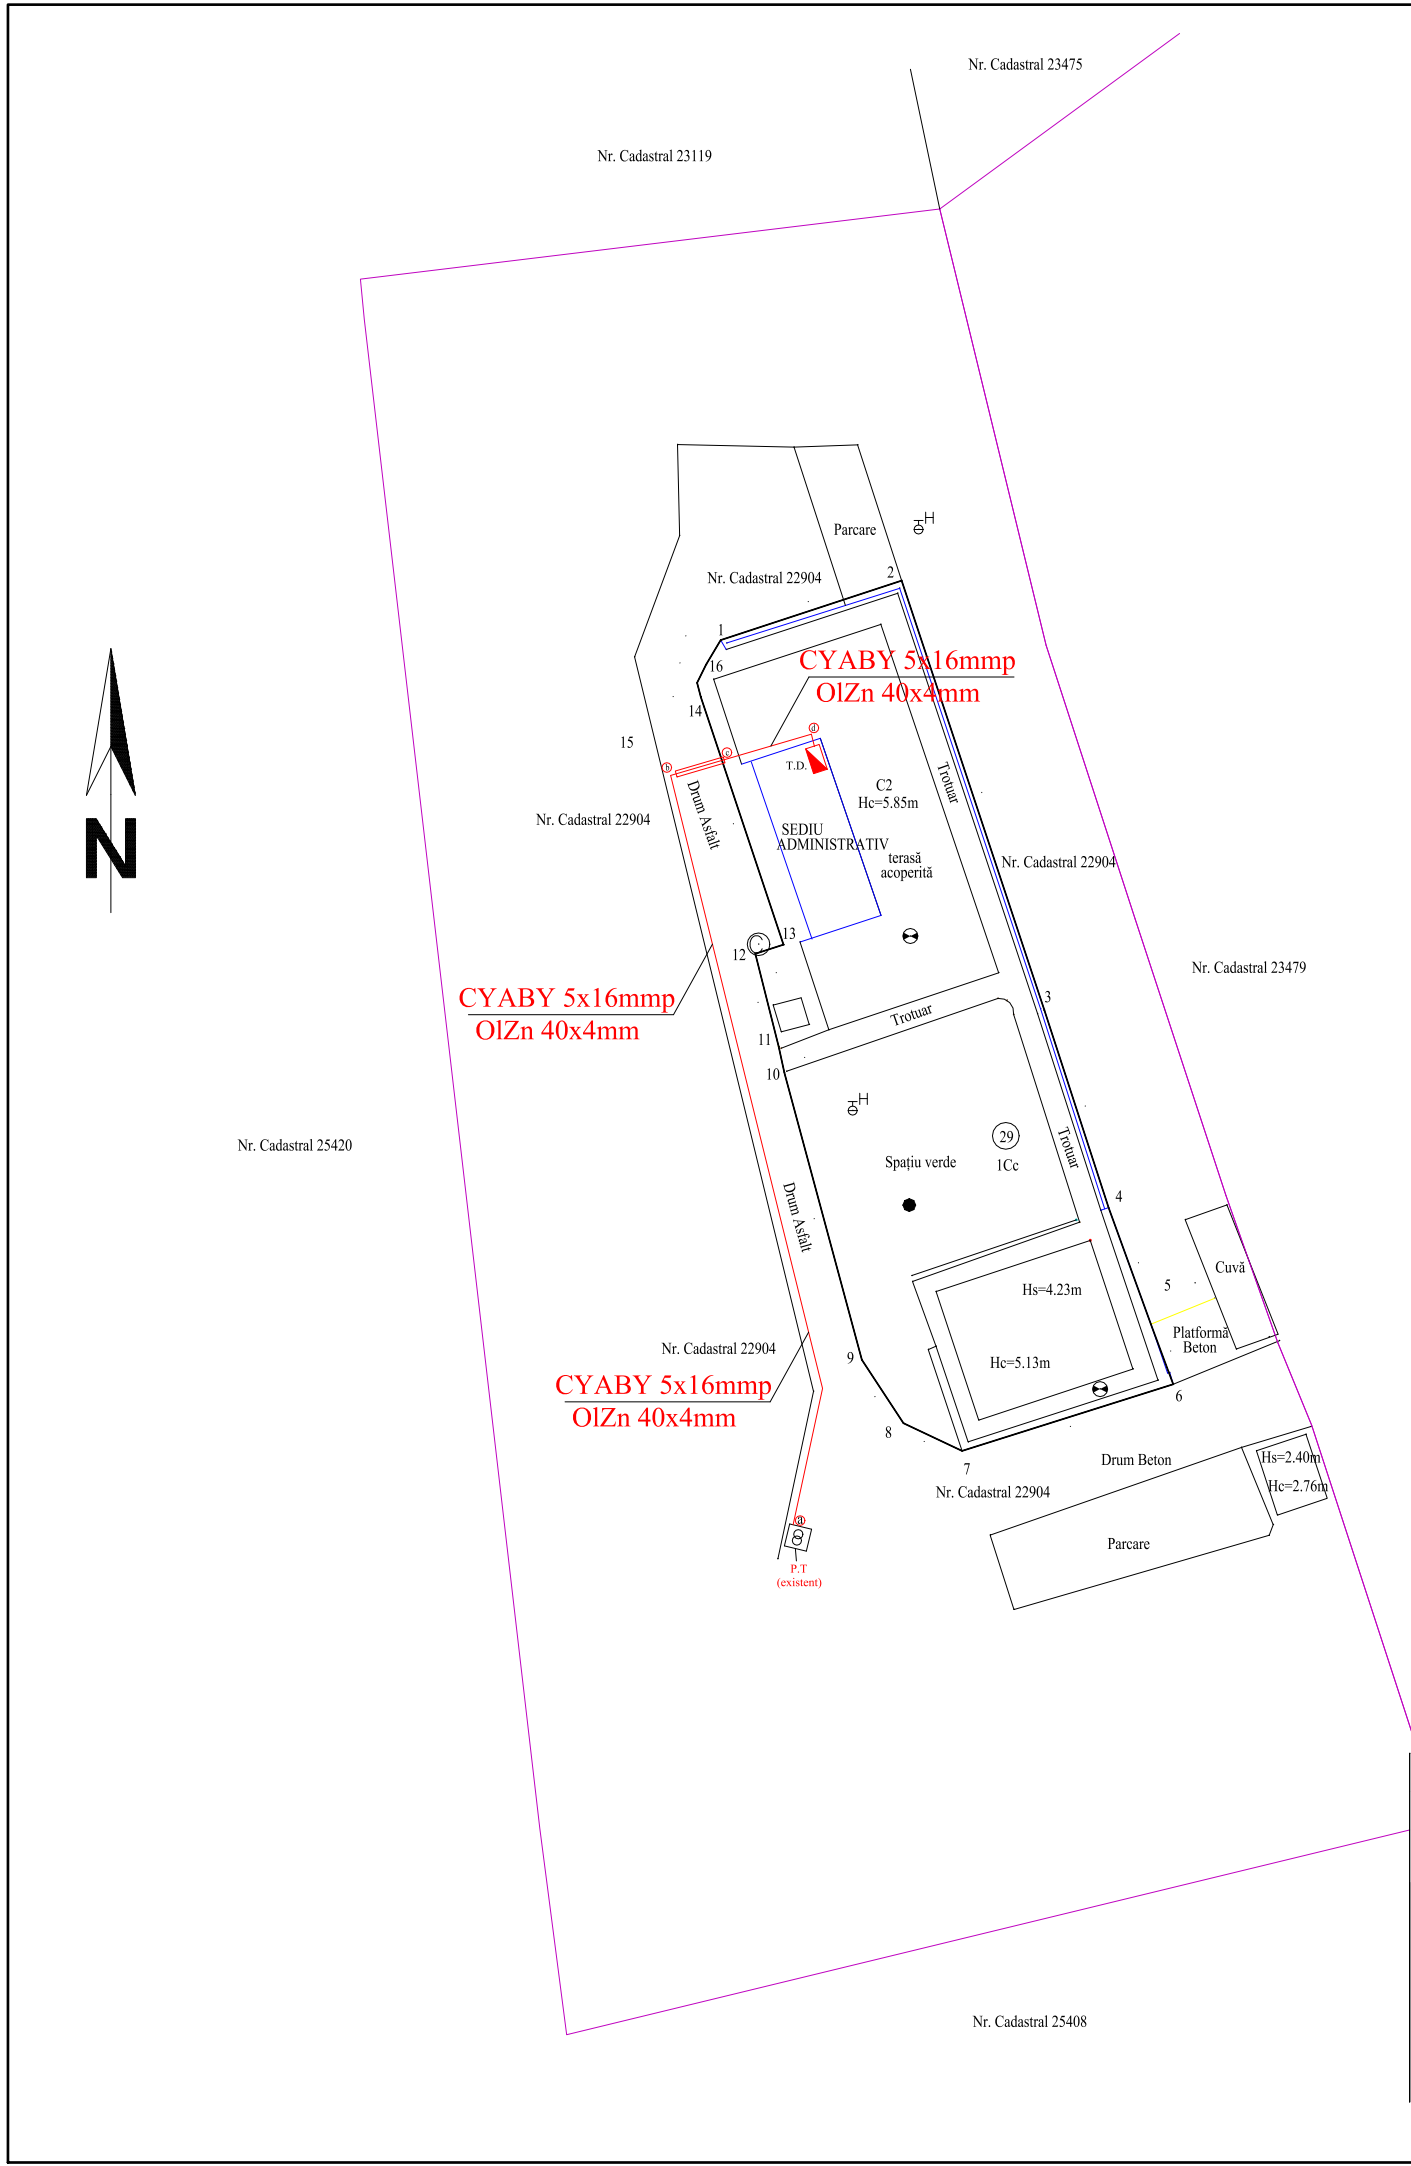 Nr. Cadastral 23475
Nr. Cadastral 23119
H
Parcare
2
Nr. Cadastral 22904
1
16
CYABY 5x16mmp
OlZn 40x4mm
14
15
d
c
b
T.D.
Trotuar
C2
Hc=5.85m
Drum Asfalt
Nr. Cadastral 22904
SEDIU
ADMINISTRATIV
terasă
acoperită
Nr. Cadastral 22904
N
13
12
Nr. Cadastral 23479
3
CYABY 5x16mmp
OlZn 40x4mm
Trotuar
11
10
H
29
1Cc
Trotuar
Nr. Cadastral 25420
Spațiu verde
4
Drum Asfalt
Cuvă
5
Hs=4.23m
Platformă
Beton
Nr. Cadastral 22904
9
Hc=5.13m
CYABY 5x16mmp
OlZn 40x4mm
6
8
7
Drum Beton
Hs=2.40m
Hc=2.76m
Nr. Cadastral 22904
a
Parcare
P.T
(existent)
Nr. Cadastral 25408